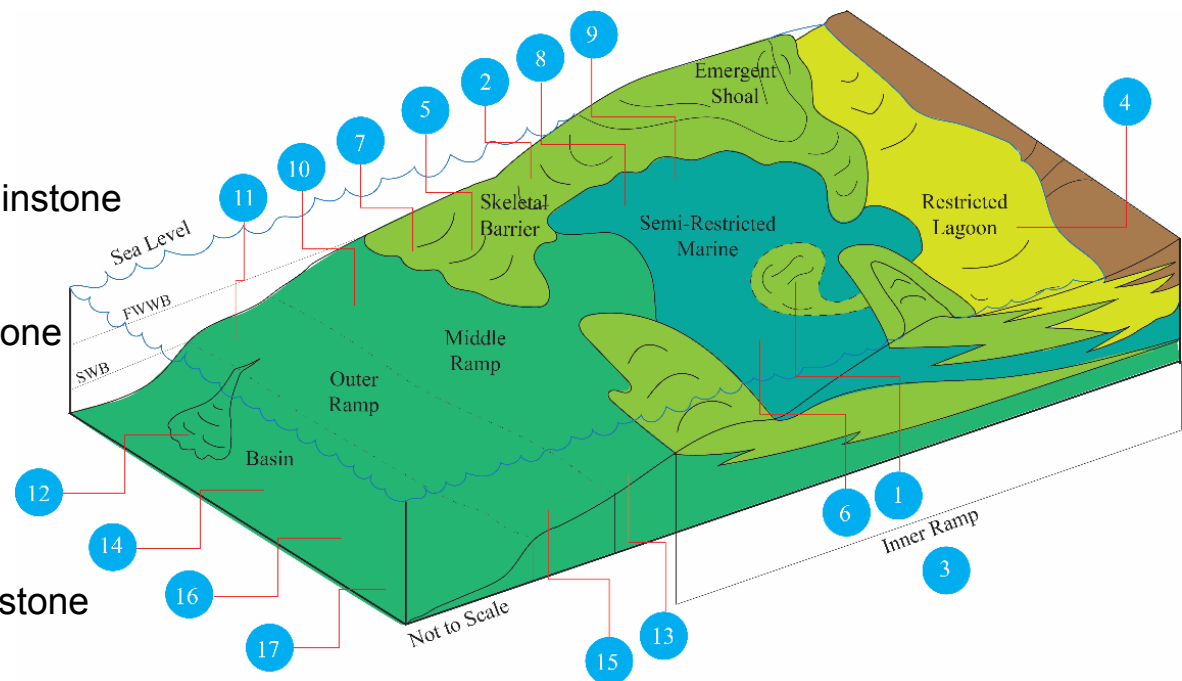 9
8
2
5
7
10
11
4
Emergent
Shoal
instone
Skeletal
Barrier
Semi-Restricted
Marine
Restricted
Lagoon
Sea Level
FWWB
one
SWB
Middle
Ramp
Outer
Ramp
Basin
12
14
16
17
6
1
Inner Ramp
3
stone
Not to Scale
15
13